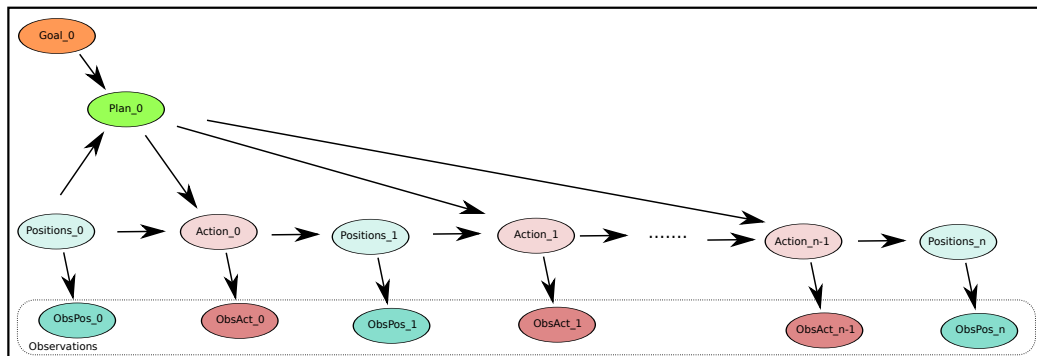 Goal_0
Plan_0
Positions_0
Action_0
Positions_1
Action_1
.......
Action_n-1
Positions_n
ObsPos_0
ObsAct_0
ObsPos_1
ObsAct_1
ObsAct_n-1
ObsPos_n
Observations